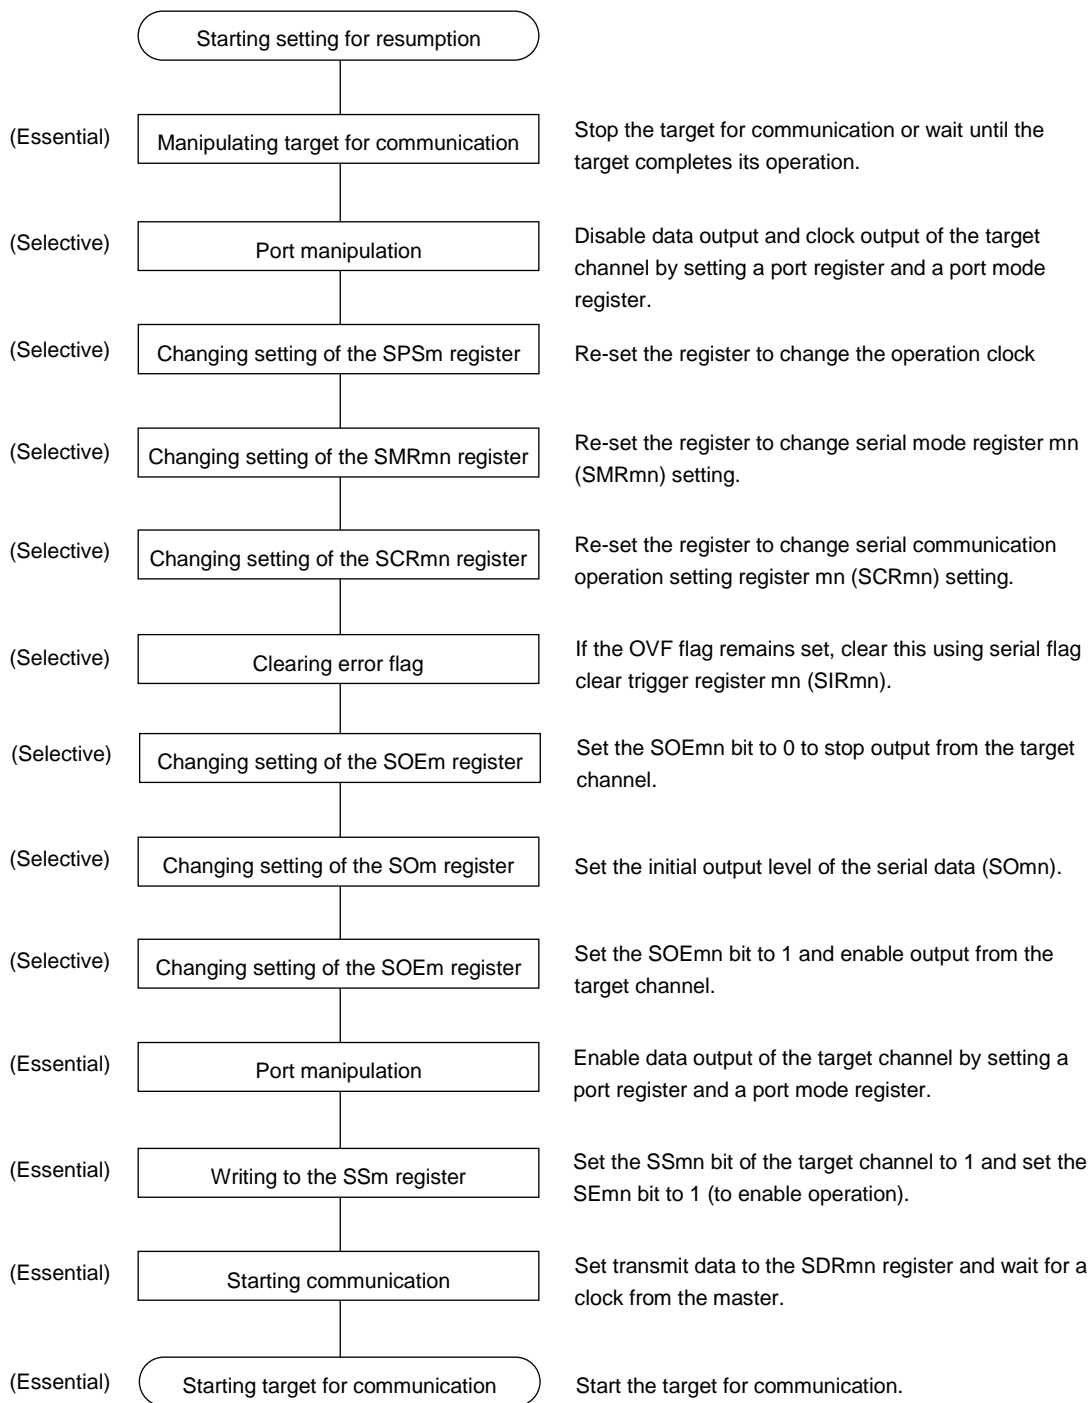 Starting setting for resumption
(Essential)
Manipulating target for communication
Stop the target for communication or wait until the
target completes its operation.
(Selective)
Port manipulation
Disable data output and clock output of the target
channel by setting a port register and a port mode
register.
(Selective)
Changing setting of the SPSm register
Re-set the register to change the operation clock
(Selective)
Changing setting of the SMRmn register
Re-set the register to change serial mode register mn
(SMRmn) setting.
(Selective)
Changing setting of the SCRmn register
Re-set the register to change serial communication
operation setting register mn (SCRmn) setting.
(Selective)
Clearing error flag
If the OVF flag remains set, clear this using serial flag
clear trigger register mn (SIRmn).
(Selective)
Changing setting of the SOEm register
Set the SOEmn bit to 0 to stop output from the target
channel.
(Selective)
Changing setting of the SOm register
Set the initial output level of the serial data (SOmn).
(Selective)
Changing setting of the SOEm register
Set the SOEmn bit to 1 and enable output from the
target channel.
(Essential)
Port manipulation
Enable data output of the target channel by setting a
port register and a port mode register.
(Essential)
Writing to the SSm register
Set the SSmn bit of the target channel to 1 and set the
SEmn bit to 1 (to enable operation).
(Essential)
Starting communication
Set transmit data to the SDRmn register and wait for a
clock from the master.
(Essential)
Starting target for communication
Start the target for communication.